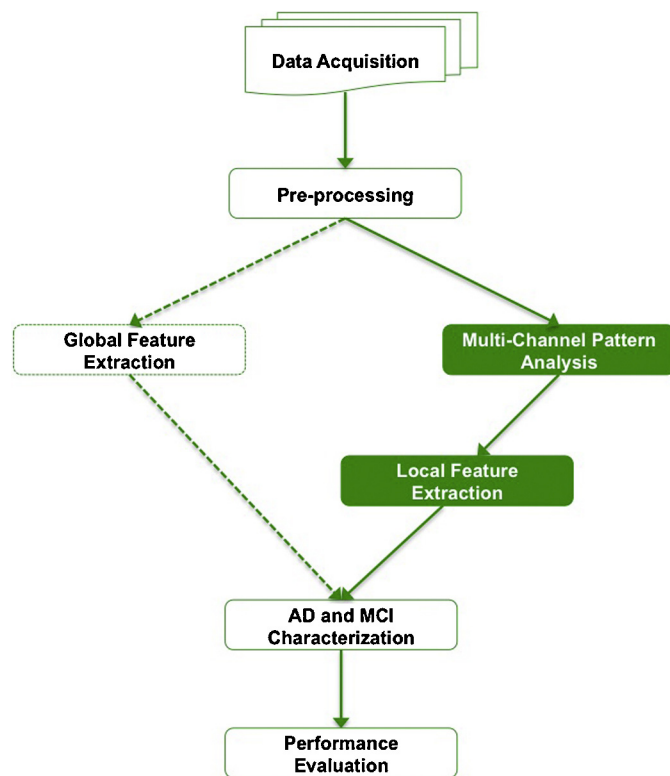 Data Acquisition
Pre-processing
Global Feature
Extraction
Multi-Channel Pattern
Analysis
Local Feature
Extraction
AD and MCI
Characterization
Performance
Evaluation